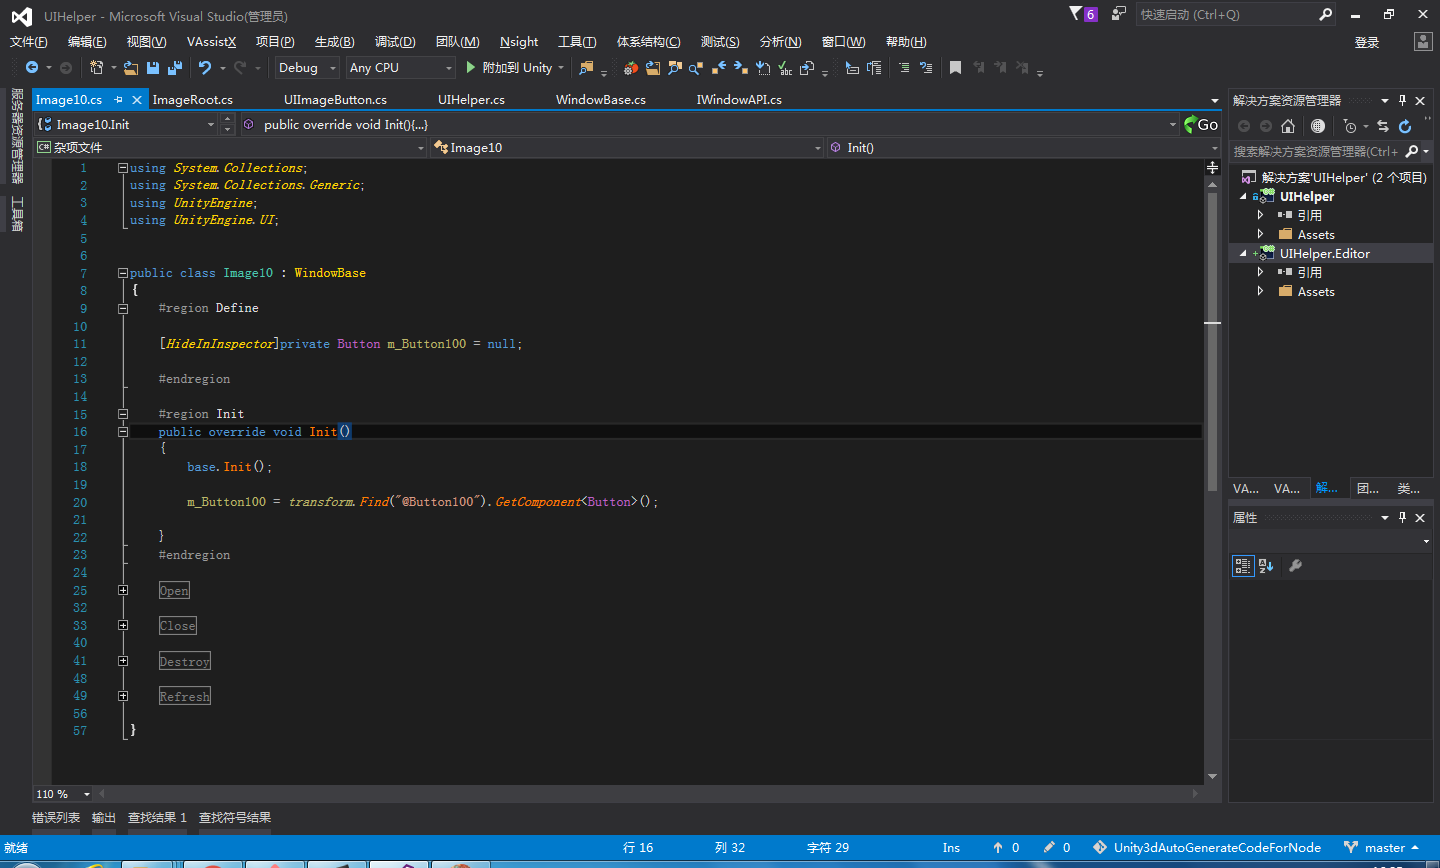 UIHelper - Microsoft Visual Studio(管理员)
6
快速启动 (Ctrl+Q)
文件(F) 编辑(E) 视图(V) VAssistX 项目(P) 生成(B) 调试(D) 团队(M) Nsight 工具(T) 体系结构(C) 测试(S) 分析(N) 窗口(W) 帮助(H) 登录
Debug Any CPU 附加到 Unity
服务器资源管理器
工具箱
Image10.cs ImageRoot.cs UIImageButton.cs UIHelper.cs WindowBase.cs IWindowAPI.cs
Image10.Init public override void Init(){...} Go
C# 杂项文件 Image10 Init()
1 using System.Collections;
2 using System.Collections.Generic;
3 using UnityEngine;
4 using UnityEngine.UI;
5
6
7 public class Image10 : WindowBase
8 {
9 #region Define
10
11 [HideInInspector]private Button m_Button100 = null;
12
13 #endregion
14
15 #region Init
16 public override void Init()
17 {
18 base.Init();
19
20 m_Button100 = transform.Find("@Button100").GetComponent<Button>();
21
22 }
23 #endregion
24
25 Open
32
33 Close
40
41 Destroy
48
49 Refresh
56
57 }
110 %
解决方案资源管理器
搜索解决方案资源管理器(Ctrl+
解决方案'UIHelper' (2 个项目)
UIHelper
引用
Assets
UIHelper.Editor
引用
Assets
VA... VA... 解... 团... 类...
属性
错误列表 输出 查找结果 1 查找符号结果
就绪 行 16 列 32 字符 29 Ins 0 0 Unity3dAutoGenerateCodeForNode master